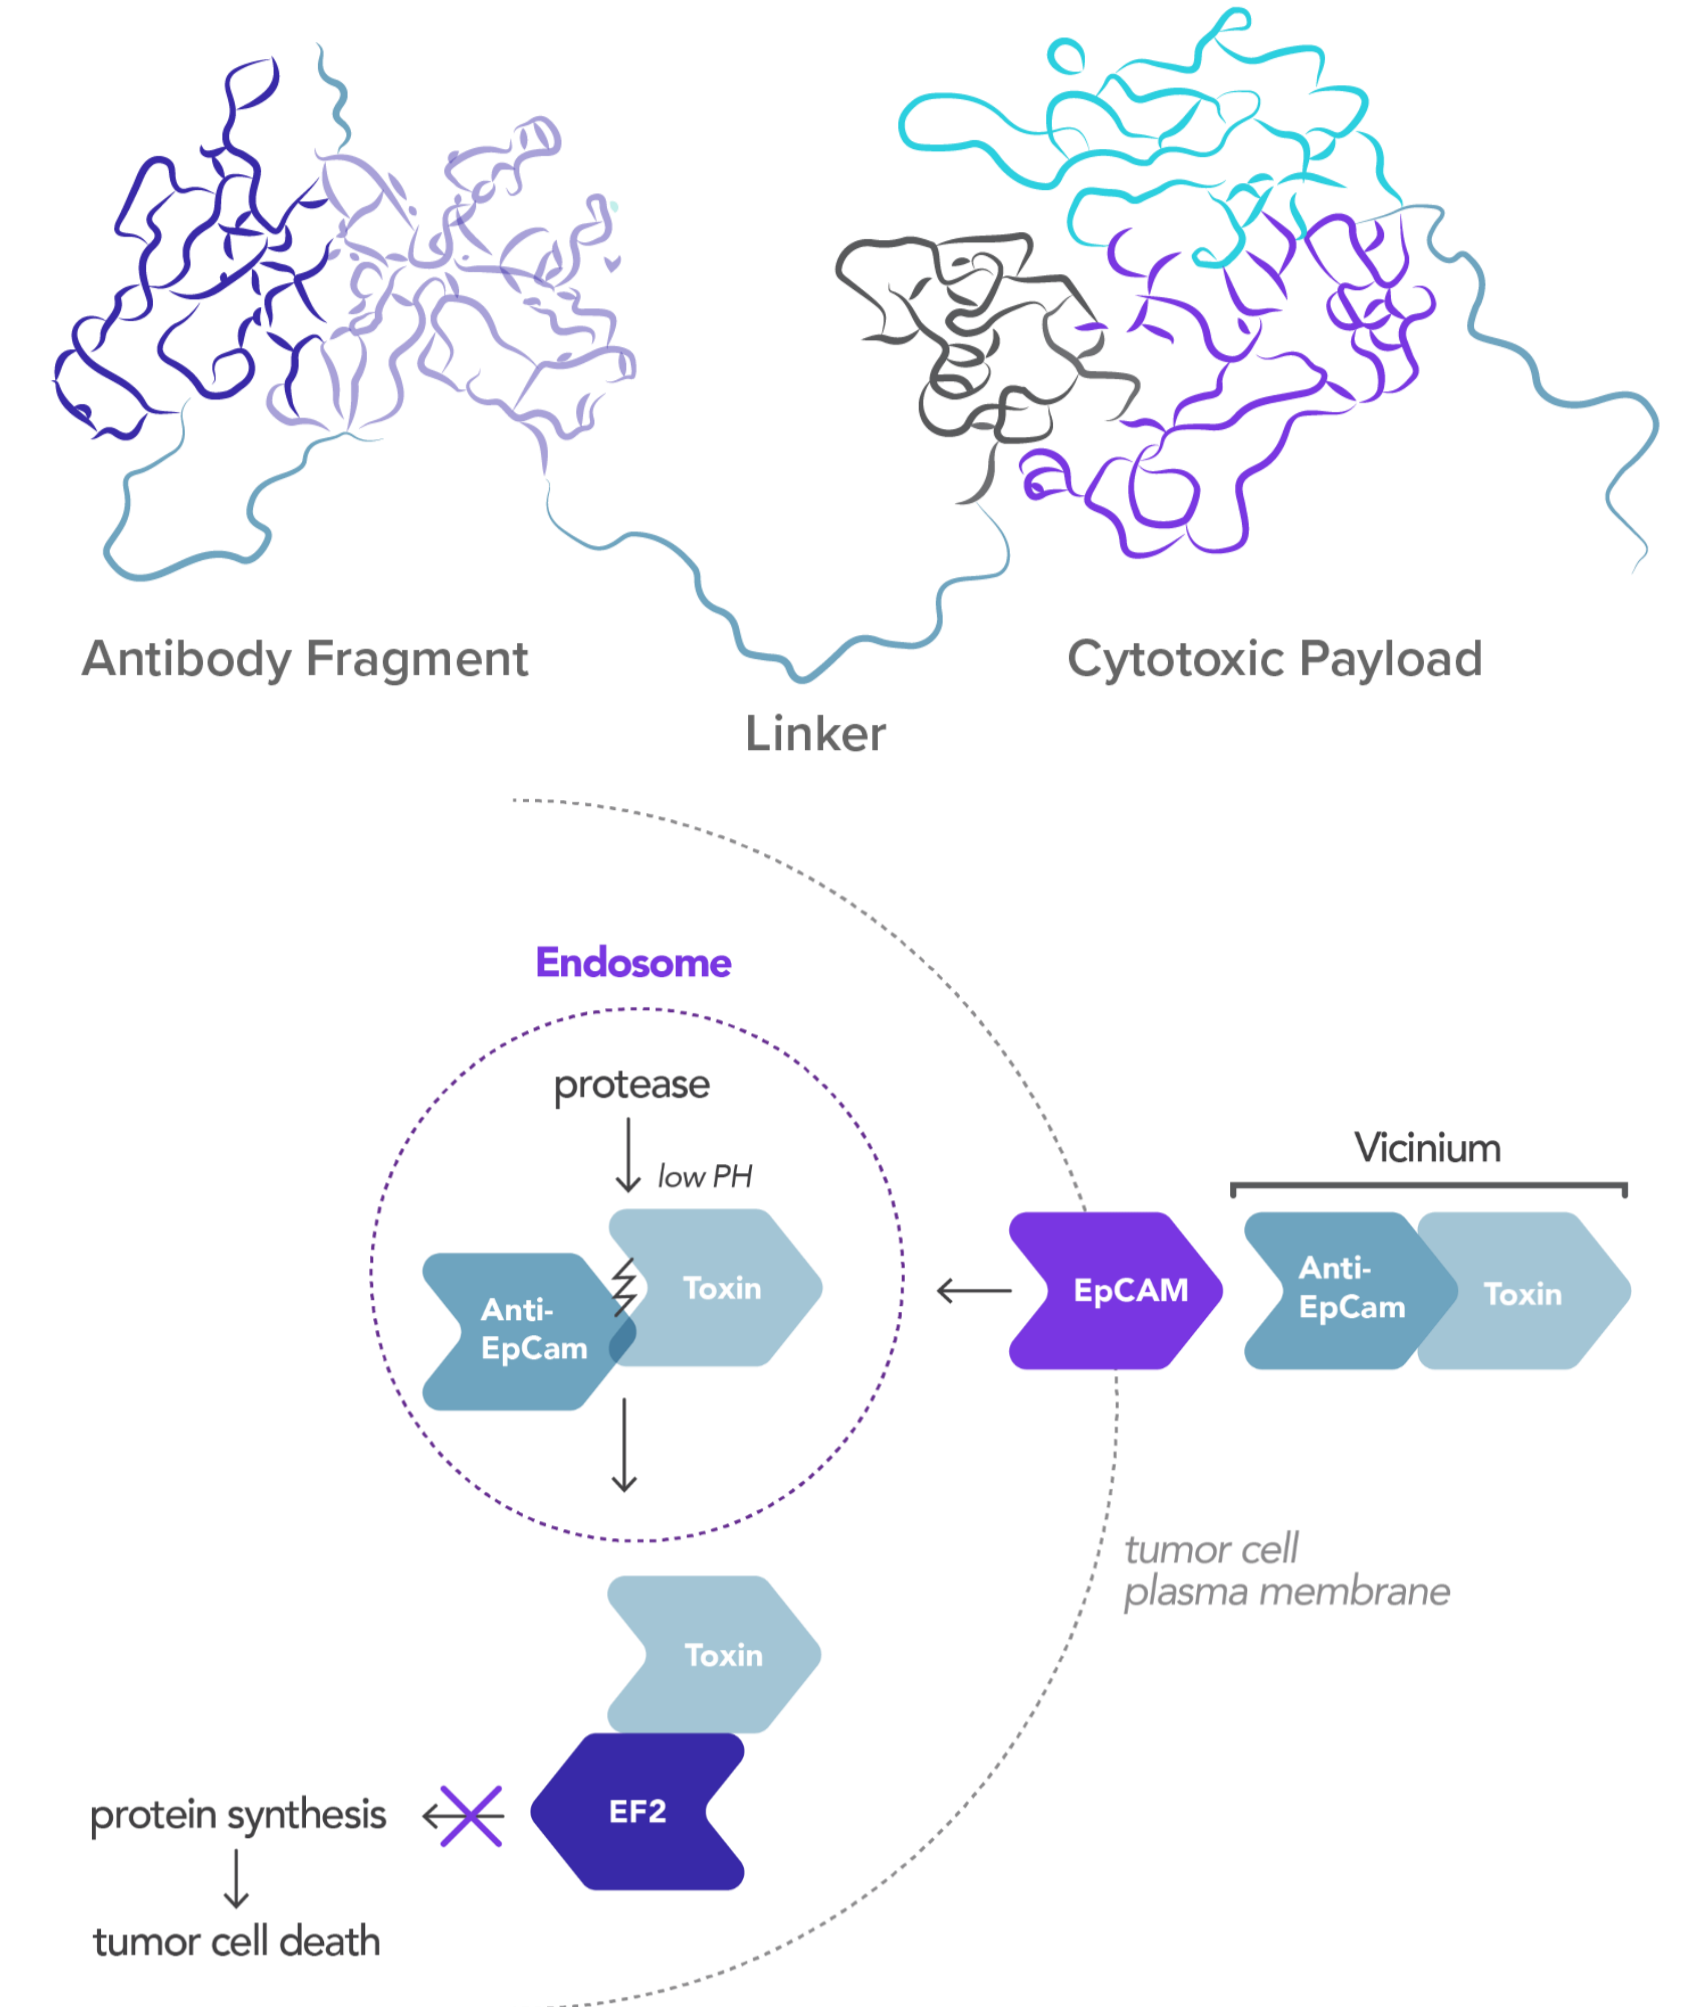 Antibody Fragment
Cytotoxic Payload
Linker
Endosome
protease
low PH
Vicinium
Anti-
EpCam
Toxin
EpCAM
Anti-
EpCam
Toxin
tumor cell
plasma membrane
Toxin
EF2
protein synthesis
tumor cell death